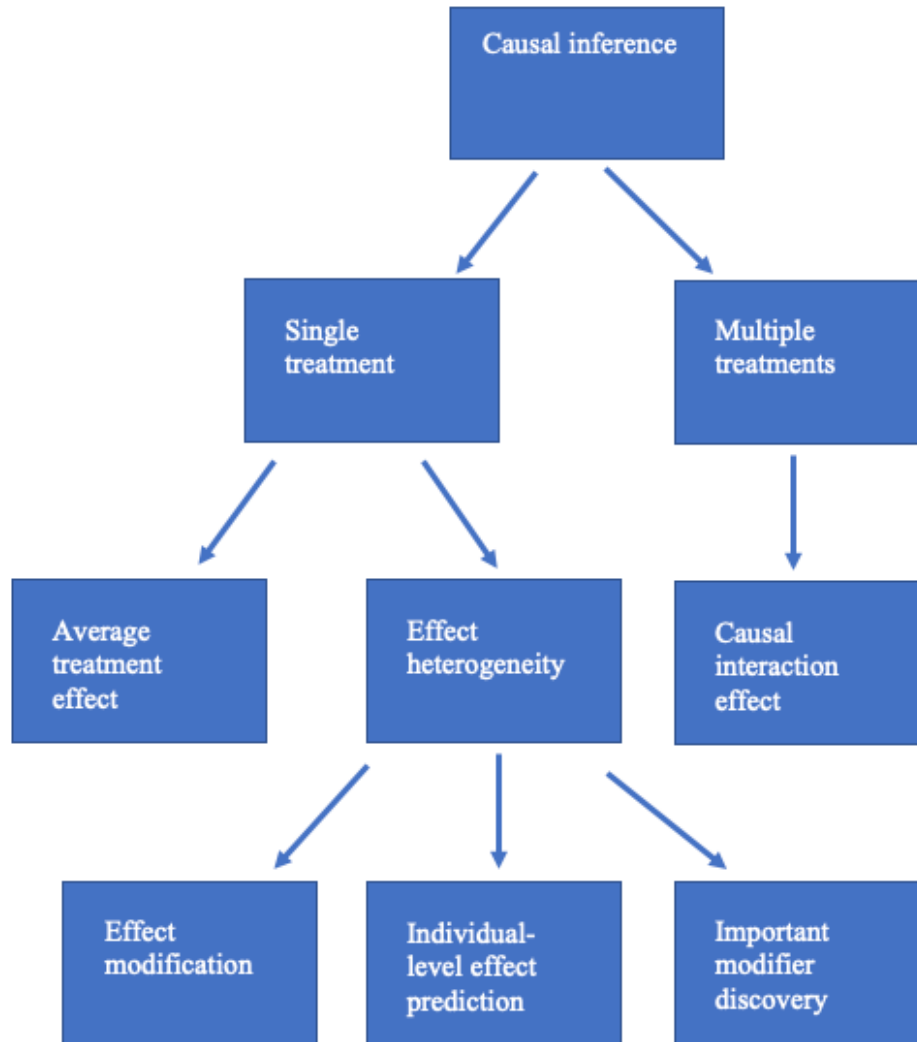 Causal inference
Single
treatment
Multiple
treatments
Average
treatment
effect
Effect
heterogeneity
Causal
interaction
effect
Effect
modification
Individual-
level effect
prediction
Important
modifier
discovery